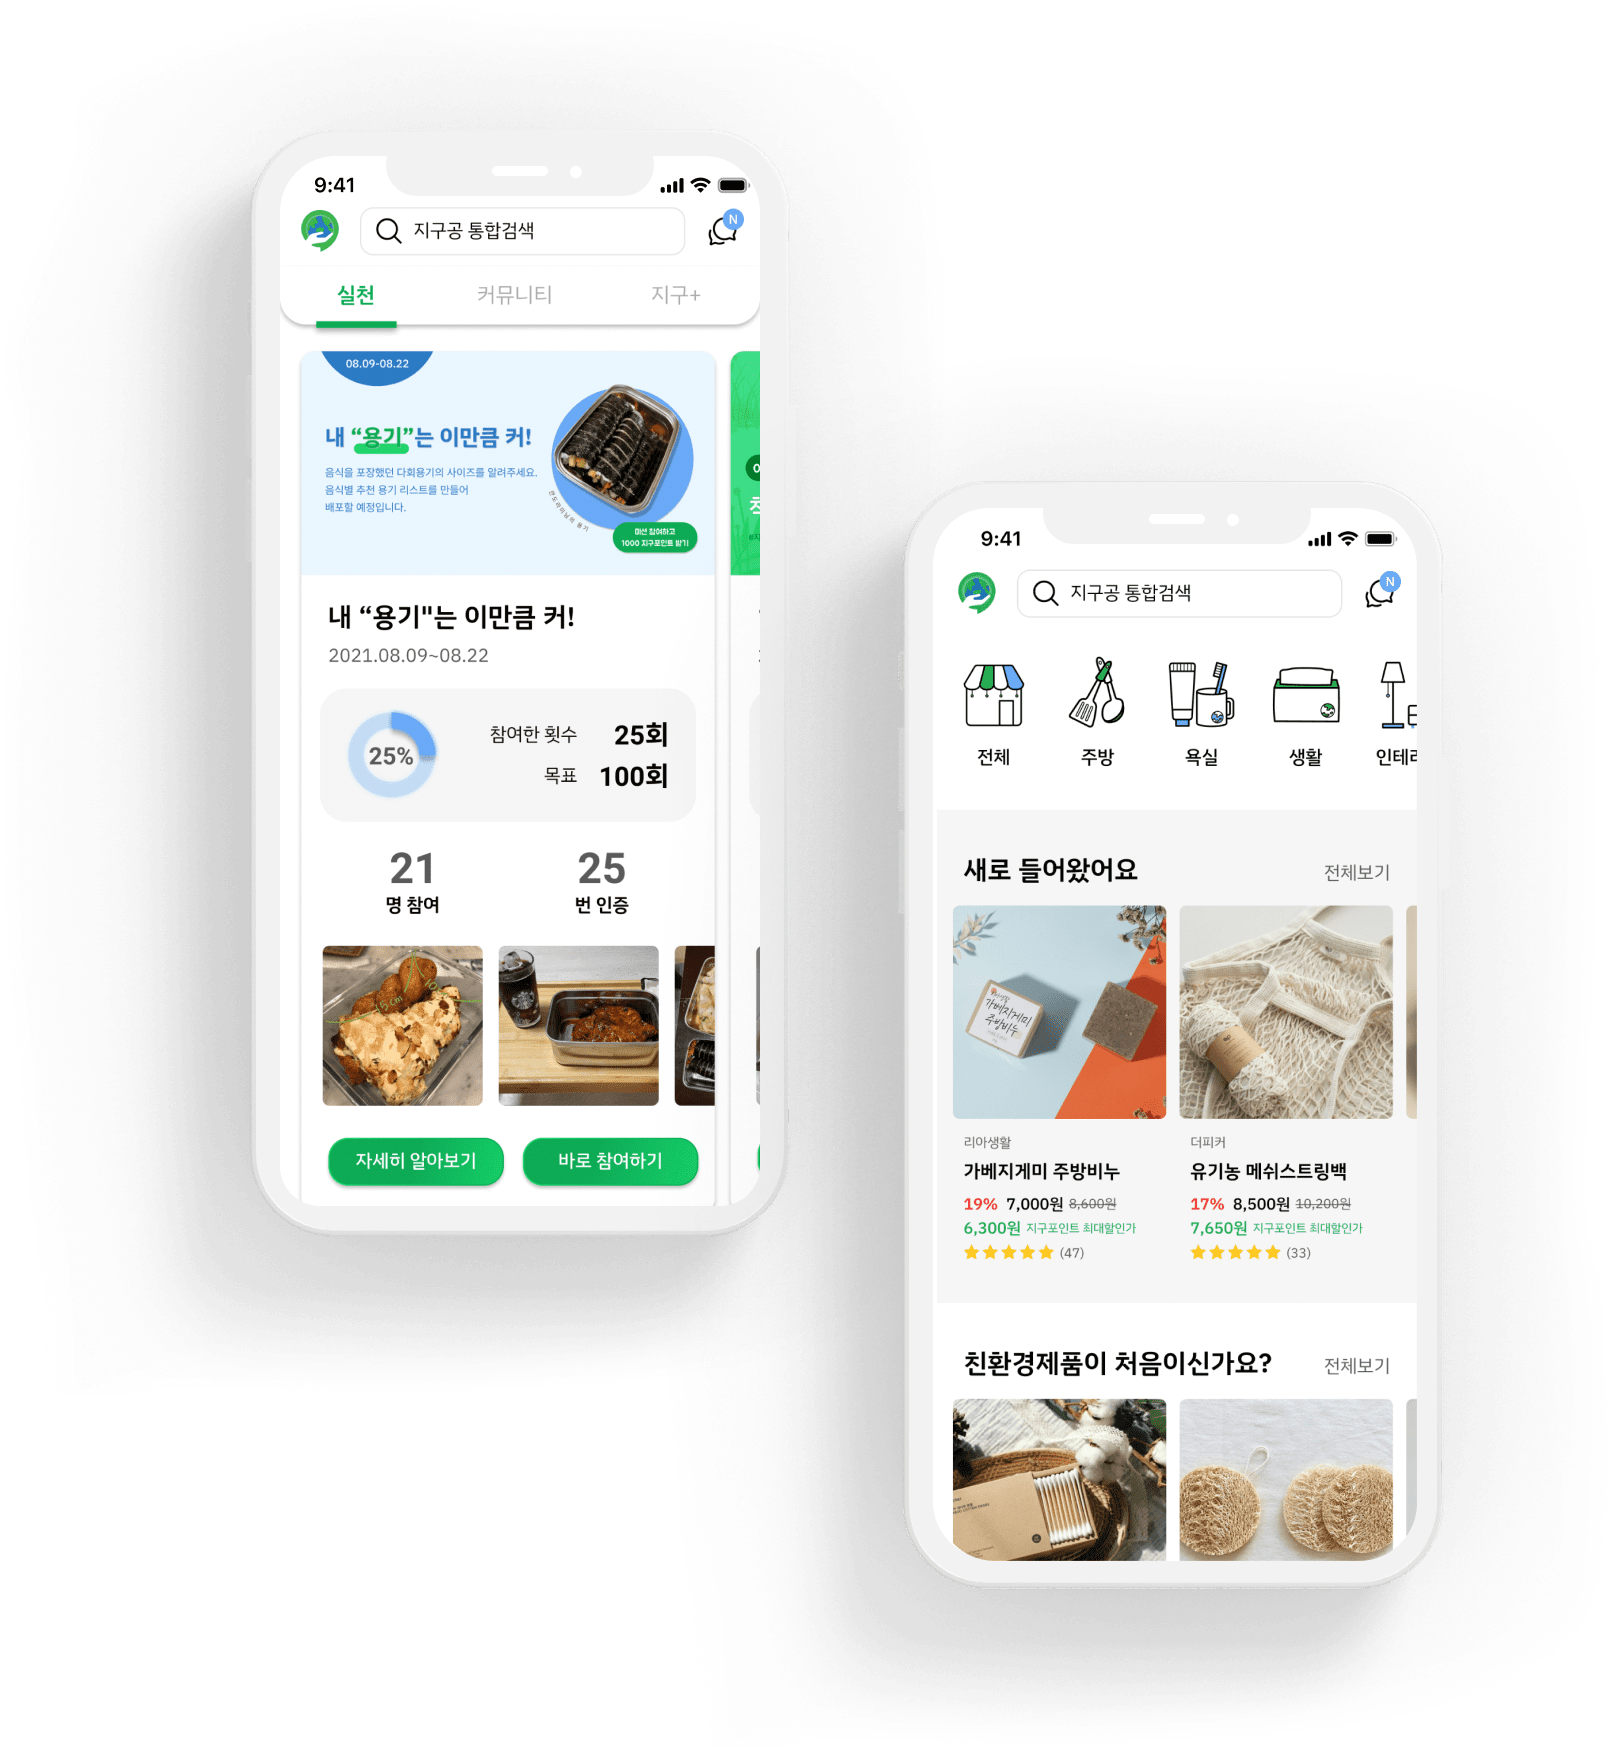 9:41
지구공 통합검색
N
실천
커뮤니티
지구+
08.09-08.22
내 “용기”는 이만큼 커!
음식을 포장했던 다회용기의 사이즈를 알려주세요.
음식별 추천 용기 리스트를 만들어
배포할 예정입니다.
미션 참여하고
1000 지구포인트 받기
내 “용기"는 이만큼 커!
2021.08.09~08.22
25%
참여한 횟수 25회
목표 100회
21
명 참여
25
번 인증
자세히 알아보기
바로 참여하기
9:41
지구공 통합검색
N
전체
주방
욕실
생활
인테리
새로 들어왔어요
전체보기
가베지게미
주방비누
리아생활
가베지게미 주방비누
19% 7,000원 8,600원
6,300원 지구포인트 최대할인가
(47)
더피커
유기농 메쉬스트링백
17% 8,500원 10,200원
7,650원 지구포인트 최대할인가
(33)
친환경제품이 처음이신가요?
전체보기